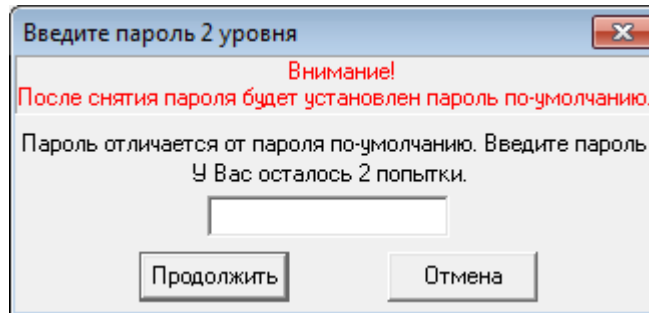 Введите пароль 2 уровня
Внимание!
После снятия пароля будет установлен пароль по-умолчанию.
Пароль отличается от пароля по-умолчанию. Введите пароль
У Вас осталось 2 попытки.
Продолжить
Отмена